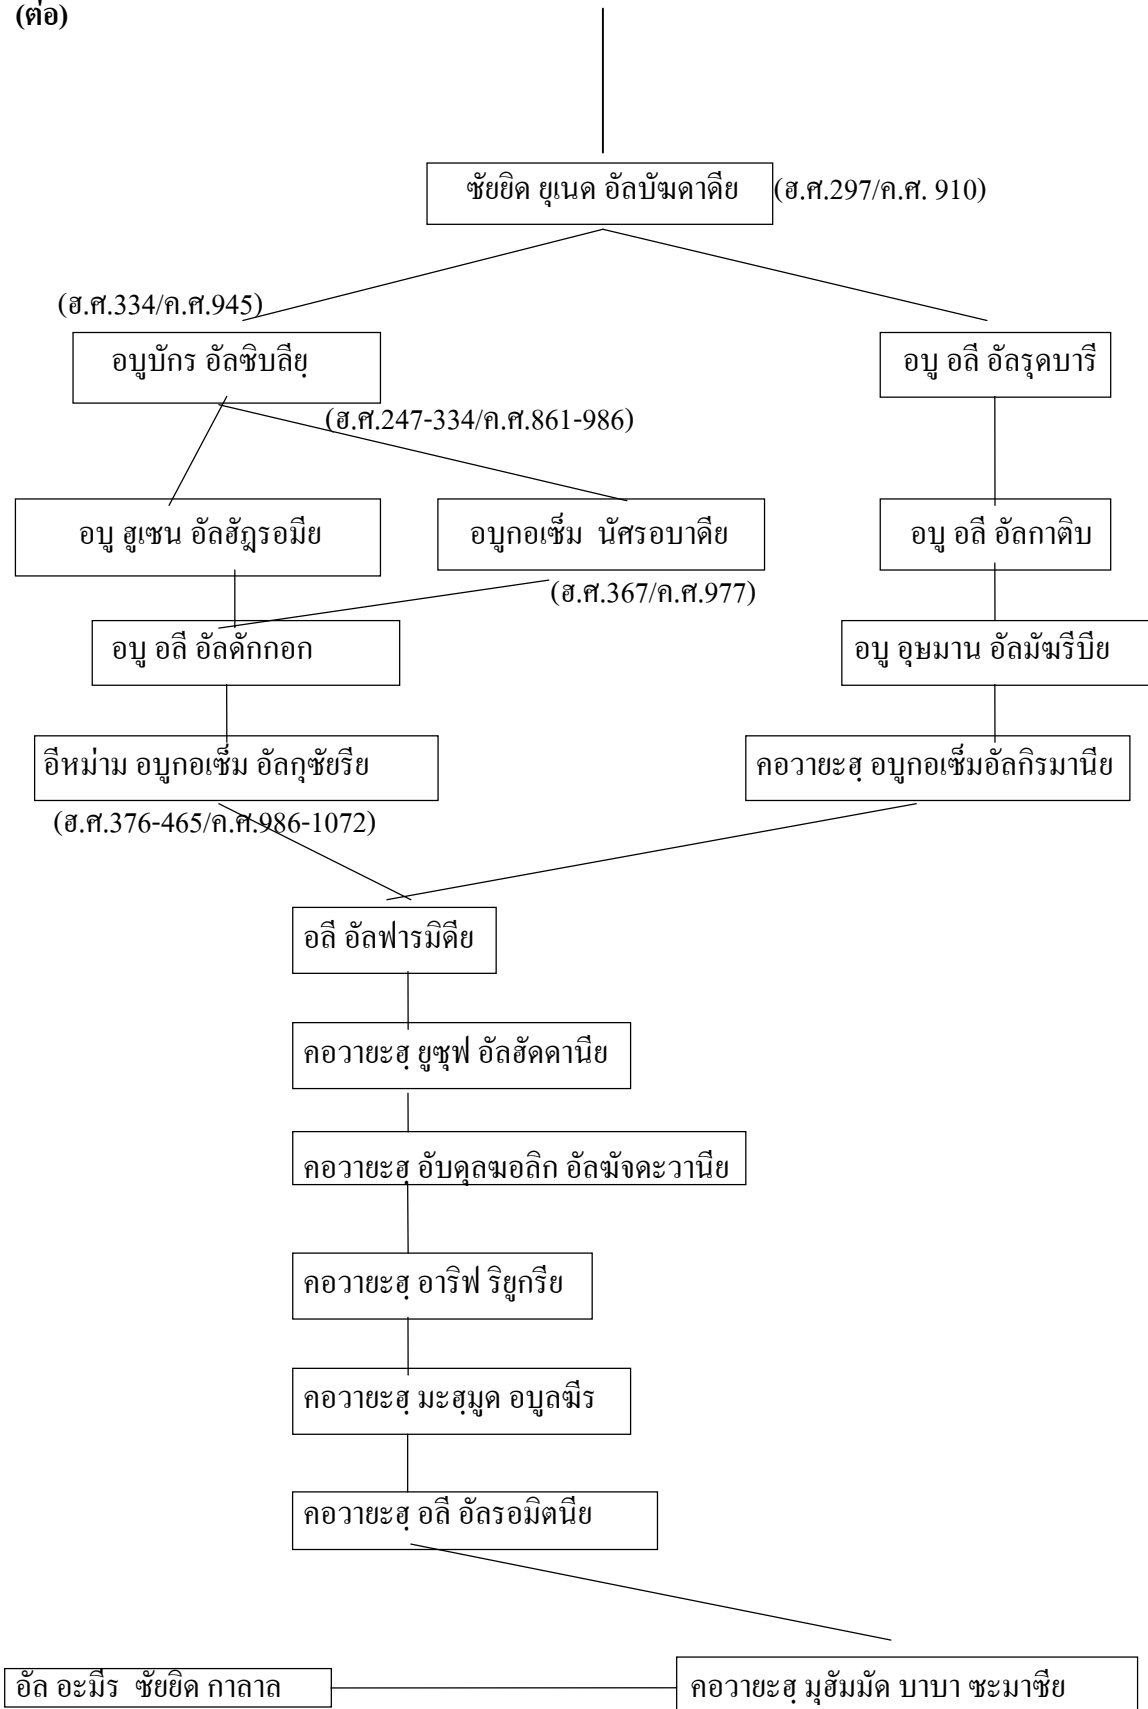 (ต่อ)
ซัยยิด ยุเนด อัลบัฆดาดีย (ฮ.ศ.297/ค.ศ. 910)
(ฮ.ศ.334/ค.ศ.945)
อบูบักร อัลซิบลียฺ อบู อลี อัลรุดบารี
(ฮ.ศ.247-334/ค.ศ.861-986)
อบู ฮูเซน อัลฮัฎรอมีย อบูกอเซ็ม นัศรอบาดีย อบู อลี อัลกาติบ
(ฮ.ศ.367/ค.ศ.977)
อบู อลี อัลดักกอก อบู อุษมาน อัลมัฆรีบีย
อีหม่าม อบูกอเซ็ม อัลกุซัยรีย คอวายะฮฺ อบูกอเซ็มอัลกิรมานีย
(ฮ.ศ.376-465/ค.ศ.986-1072)
อลี อัลฟารมิดีย
คอวายะฮฺ ยูซุฟ อัลฮัดดานีย
คอวายะฮฺ อับดุลฆอลิก อัลฆัจดะวานีย
คอวายะฮฺ อาริฟ ริยูกรีย
คอวายะฮฺ มะฮฺมูด อบูลฆีร
คอวายะฮฺ อลี อัลรอมิตนีย
อัล อะมีร ซัยยิด กาลาล คอวายะฮฺ มุฮัมมัด บาบา ซะมาซีย